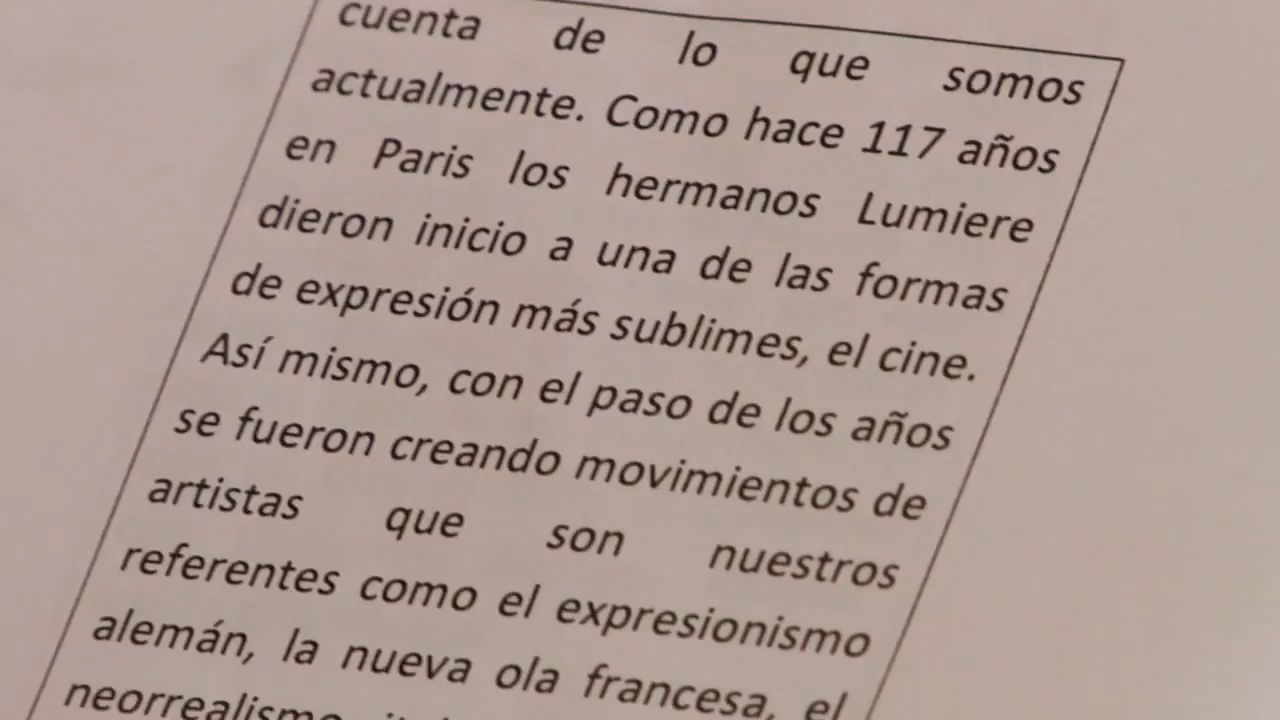 cuenta de lo que somos
actualmente. Como hace 117 años
en Paris los hermanos Lumiere
dieron inicio a una de las formas
de expresión más sublimes, el cine.
Así mismo, con el paso de los años
se fueron creando movimientos de
artistas que son nuestros
referentes como el expresionismo
alemán, la nueva ola francesa, el
neorrealismo